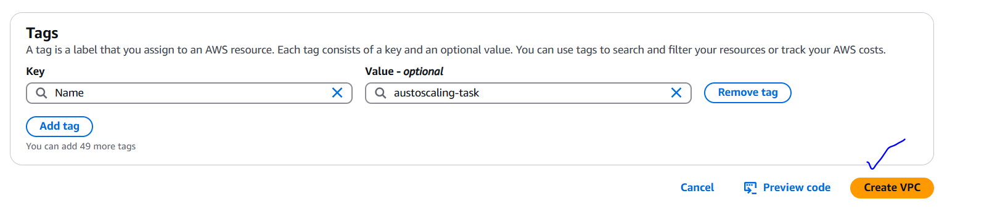 Tags
A tag is a label that you assign to an AWS resource. Each tag consists of a key and an optional value. You can use tags to search and filter your resources or track your AWS costs.
Key Value - optional
Name austoscaling-task Remove tag
Add tag
You can add 49 more tags
Cancel Preview code Create VPC